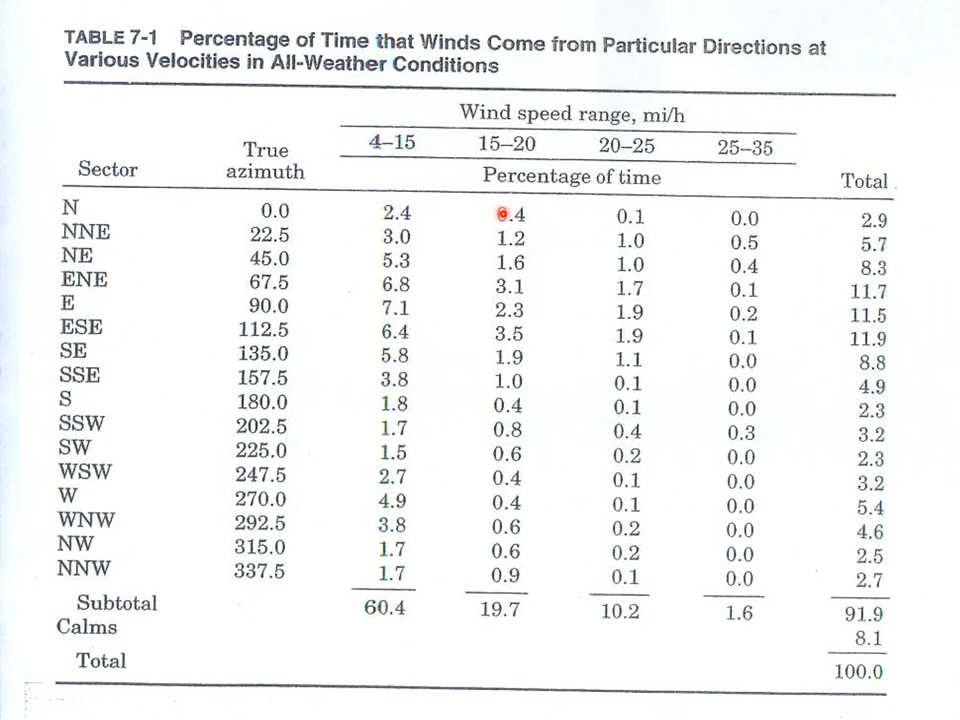 TABLE 7-1 Percentage of Time that Winds Come from Particular Directions at
Various Velocities in All-Weather Conditions
Wind speed range, mi/h
Sector True azimuth 4–15 15–20 20–25 25–35 Total
Percentage of time
N 0.0 2.4 0.4 0.1 0.0 2.9
NNE 22.5 3.0 1.2 1.0 0.5 5.7
NE 45.0 5.3 1.6 1.0 0.4 8.3
ENE 67.5 6.8 3.1 1.7 0.1 11.7
E 90.0 7.1 2.3 1.9 0.2 11.5
ESE 112.5 6.4 3.5 1.9 0.1 11.9
SE 135.0 5.8 1.9 1.1 0.0 8.8
SSE 157.5 3.8 1.0 0.1 0.0 4.9
S 180.0 1.8 0.4 0.1 0.0 2.3
SSW 202.5 1.7 0.8 0.4 0.3 3.2
SW 225.0 1.5 0.6 0.2 0.0 2.3
WSW 247.5 2.7 0.4 0.1 0.0 3.2
W 270.0 4.9 0.4 0.1 0.0 5.4
WNW 292.5 3.8 0.6 0.2 0.0 4.6
NW 315.0 1.7 0.6 0.2 0.0 2.5
NNW 337.5 1.7 0.9 0.1 0.0 2.7
Subtotal 60.4 19.7 10.2 1.6 91.9
Calms 8.1
Total 100.0